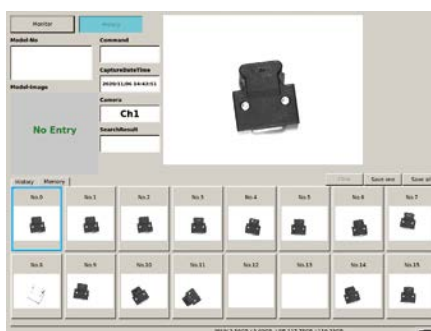 Monitor
Model-No
Command
CaptureDateTime
2020/11/06 14:43:51
Model-Image
Camera
Ch1
No Entry
SearchResult
History Memory
Save one Save all
No.0 No.1 No.2 No.3 No.4 No.5 No.6 No.7
No.8 No.9 No.10 No.11 No.12 No.13 No.14 No.15